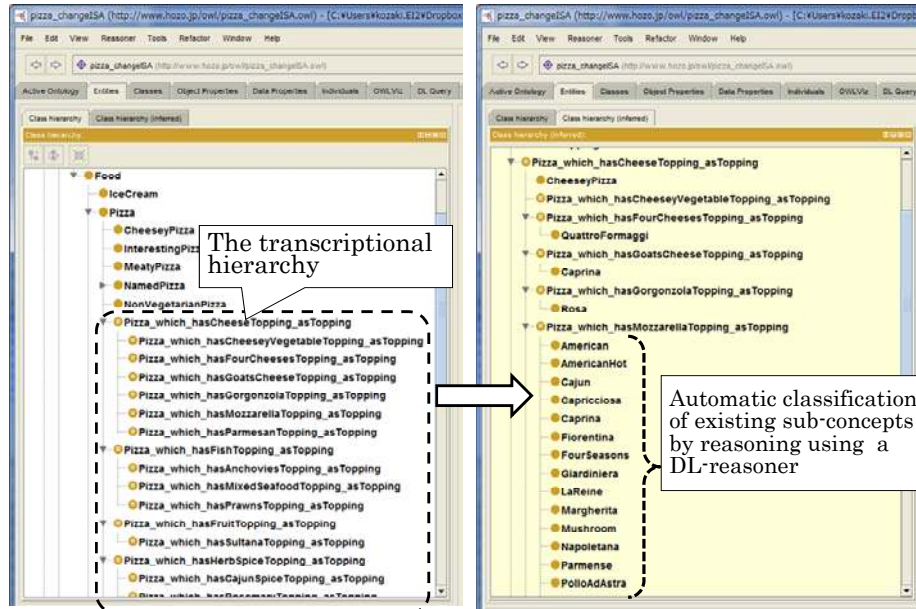 pizza_changeISA (http://www.hozo.jp/owl/pizza_changeISA.owl) - [C:¥Users¥kozaki.EI2¥Dropbox
File Edit View Reasoner Tools Refactor Window Help
pizza_changeISA (http://www.hozo.jp/owl/pizza_changeISA.owl)
Active Ontology Entities Classes Object Properties Data Properties Individuals OWLViz DL Query
Class hierarchy Class hierarchy (inferred)
Class hierarchy
Food
IceCream
Pizza
CheeseyPizza
MeatyPizza
NamedPizza
NonVegetarianPizza
The transcriptional
hierarchy
Pizza_which_hasCheeseTopping_asTopping
Pizza_which_hasCheeseyVegetableTopping_asTopping
Pizza_which_hasFourCheesesTopping_asTopping
Pizza_which_hasGoatsCheeseTopping_asTopping
Pizza_which_hasGorgonzolaTopping_asTopping
Pizza_which_hasMozzarellaTopping_asTopping
Pizza_which_hasParmesanTopping_asTopping
Pizza_which_hasFishTopping_asTopping
Pizza_which_hasAnchoviesTopping_asTopping
Pizza_which_hasMixedSeafoodTopping_asTopping
Pizza_which_hasPrawnsTopping_asTopping
Pizza_which_hasFruitTopping_asTopping
Pizza_which_hasSultanaTopping_asTopping
Pizza_which_hasHerbSpiceTopping_asTopping
Pizza_which_hasCajunSpiceTopping_asTopping
Pizza_which_hasRosemaryTopping_asTopping
pizza_changeISA (http://www.hozo.jp/owl/pizza_changeISA.owl) - [C:¥Users¥kozaki.EI2¥Dropbox
File Edit View Reasoner Tools Refactor Window Help
pizza_changeISA (http://www.hozo.jp/owl/pizza_changeISA.owl)
Active Ontology Entities Classes Object Properties Data Properties Individuals OWLViz DL Query
Class hierarchy Class hierarchy (inferred)
Class hierarchy (inferred)
Pizza_which_hasCheeseTopping_asTopping
CheeseyPizza
Pizza_which_hasCheeseyVegetableTopping_asTopping
Pizza_which_hasFourCheesesTopping_asTopping
QuattroFormaggi
Pizza_which_hasGoatsCheeseTopping_asTopping
Caprina
Pizza_which_hasGorgonzolaTopping_asTopping
Rosa
Pizza_which_hasMozzarellaTopping_asTopping
American
AmericanHot
Cajun
Capricciosa
Caprina
Fiorentina
FourSeasons
Giardiniera
LaReine
Margherita
Mushroom
Napoletana
Parmense
PolloAdAstra
Automatic classification
of existing sub-concepts
by reasoning using a
DL-reasoner